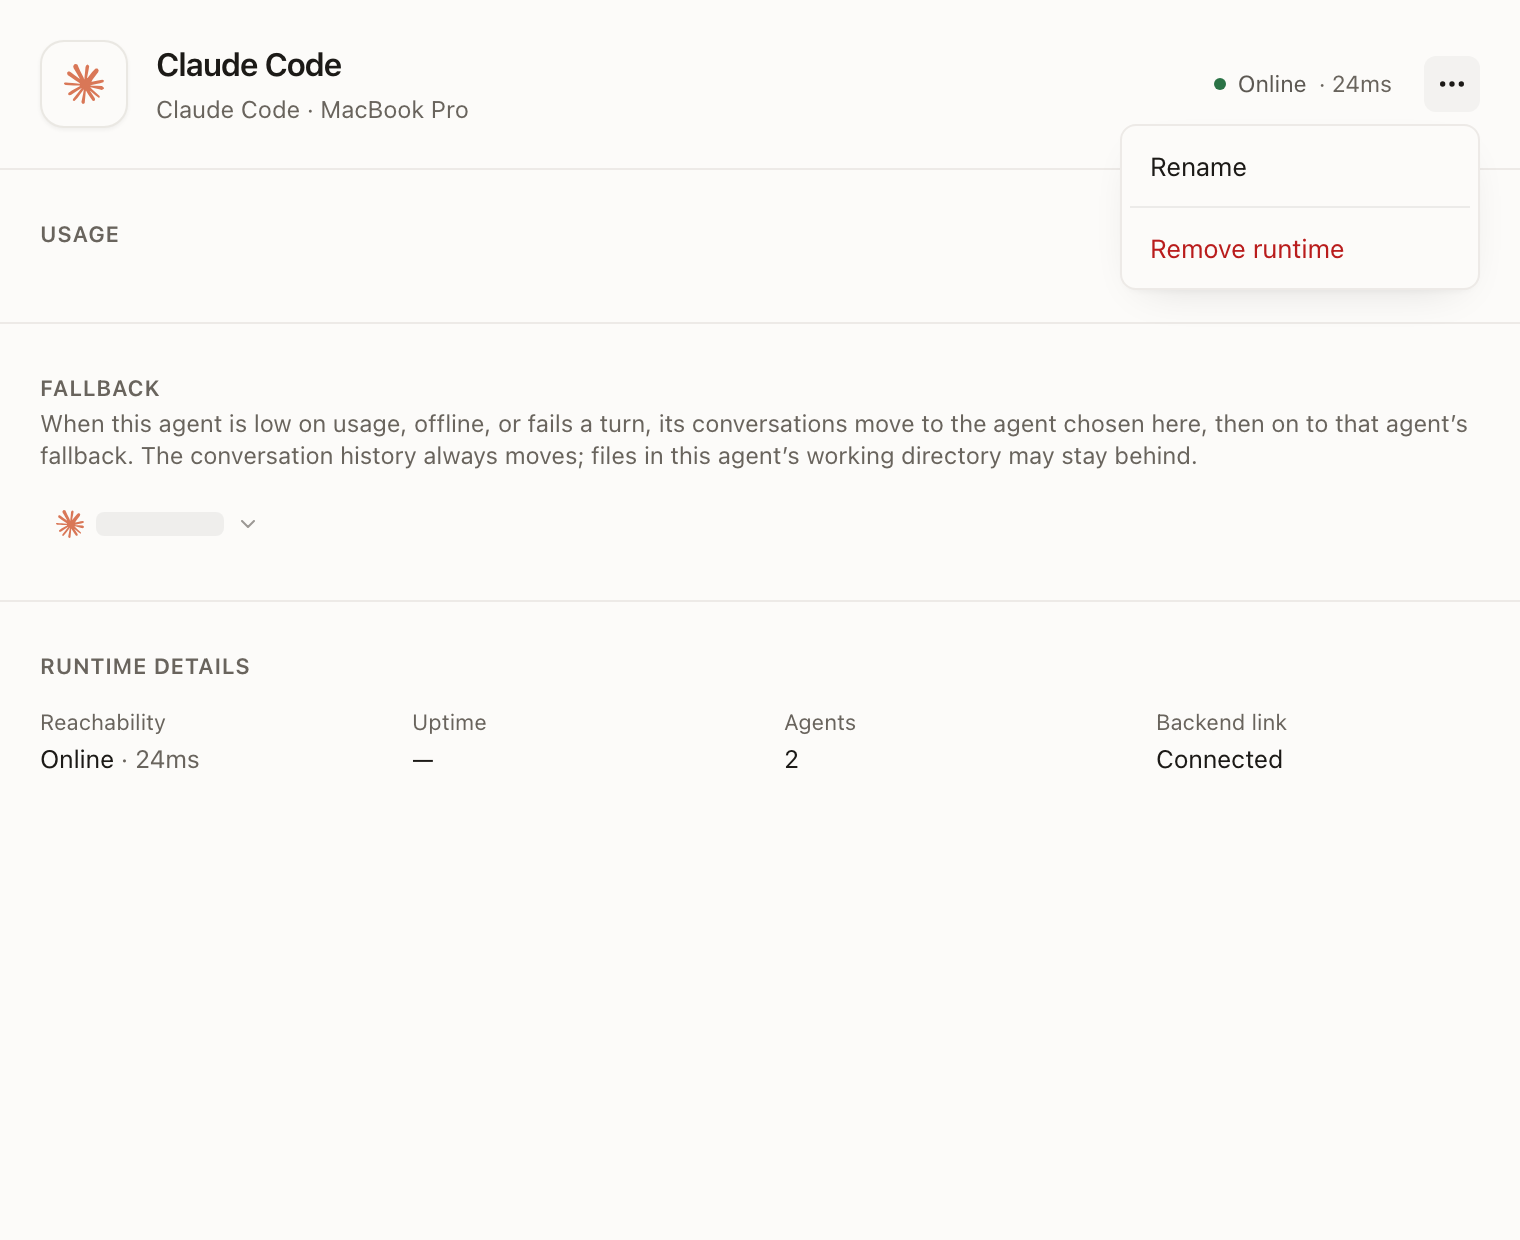 Claude Code
Claude Code · MacBook Pro
Online · 24ms
Rename
Remove runtime
USAGE
FALLBACK
When this agent is low on usage, offline, or fails a turn, its conversations move to the agent chosen here, then on to that agent’s
fallback. The conversation history always moves; files in this agent’s working directory may stay behind.
RUNTIME DETAILS
Reachability
Online · 24ms
Uptime
—
Agents
2
Backend link
Connected